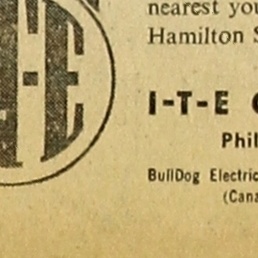 nearest you
Hamilton S
I-T-E
Phil
BullDog Electric
(Cana